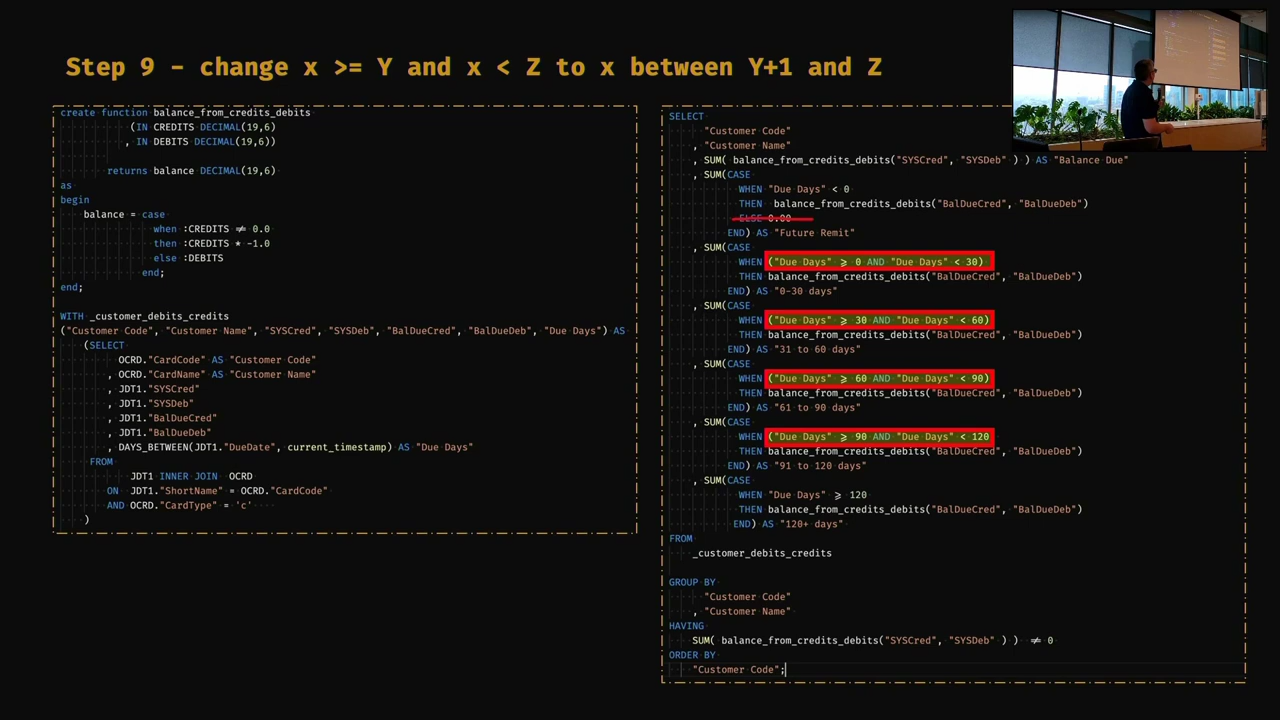 Step 9 – change x >= Y and x < Z to x between Y+1 and Z
create function balance_from_credits_debits
(IN CREDITS DECIMAL(19,6)
, IN DEBITS DECIMAL(19,6))
returns balance DECIMAL(19,6)
as
begin
balance = case
when :CREDITS ≠ 0.0
then :CREDITS * -1.0
else :DEBITS
end;
end;
WITH _customer_debits_credits
("Customer Code", "Customer Name", "SYSCred", "SYSDeb", "BalDueCred", "BalDueDeb", "Due Days") AS
(SELECT
OCRD."CardCode" AS "Customer Code"
, OCRD."CardName" AS "Customer Name"
, JDT1."SYSCred"
, JDT1."SYSDeb"
, JDT1."BalDueCred"
, JDT1."BalDueDeb"
, DAYS_BETWEEN(JDT1."DueDate", current_timestamp) AS "Due Days"
FROM
JDT1 INNER JOIN OCRD
ON JDT1."ShortName" = OCRD."CardCode"
AND OCRD."CardType" = 'c'
)
SELECT
"Customer Code"
, "Customer Name"
, SUM( balance_from_credits_debits("SYSCred", "SYSDeb" ) ) AS "Balance Due"
, SUM(CASE
WHEN "Due Days" < 0
THEN balance_from_credits_debits("BalDueCred", "BalDueDeb")
ELSE 0.00
END) AS "Future Remit"
, SUM(CASE
WHEN ("Due Days" ≥ 0 AND "Due Days" < 30)
THEN balance_from_credits_debits("BalDueCred", "BalDueDeb")
END) AS "0-30 days"
, SUM(CASE
WHEN ("Due Days" ≥ 30 AND "Due Days" < 60)
THEN balance_from_credits_debits("BalDueCred", "BalDueDeb")
END) AS "31 to 60 days"
, SUM(CASE
WHEN ("Due Days" ≥ 60 AND "Due Days" < 90)
THEN balance_from_credits_debits("BalDueCred", "BalDueDeb")
END) AS "61 to 90 days"
, SUM(CASE
WHEN ("Due Days" ≥ 90 AND "Due Days" < 120
THEN balance_from_credits_debits("BalDueCred", "BalDueDeb")
END) AS "91 to 120 days"
, SUM(CASE
WHEN "Due Days" ≥ 120
THEN balance_from_credits_debits("BalDueCred", "BalDueDeb")
END) AS "120+ days"
FROM
_customer_debits_credits
GROUP BY
"Customer Code"
, "Customer Name"
HAVING
SUM( balance_from_credits_debits("SYSCred", "SYSDeb" ) ) ≠ 0
ORDER BY
"Customer Code";